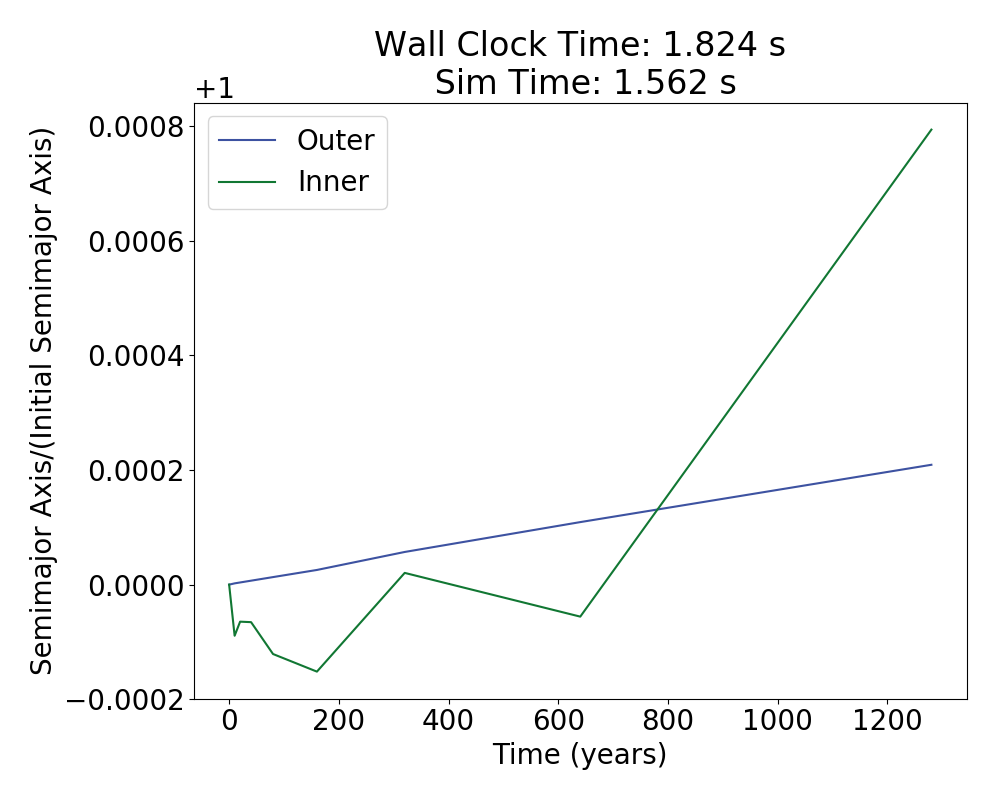 Wall Clock Time: 1.824 s
Sim Time: 1.562 s
+1
0.0008
0.0006
0.0004
0.0002
0.0000
−0.0002
Semimajor Axis/(Initial Semimajor Axis)
Outer
Inner
0 200 400 600 800 1000 1200
Time (years)